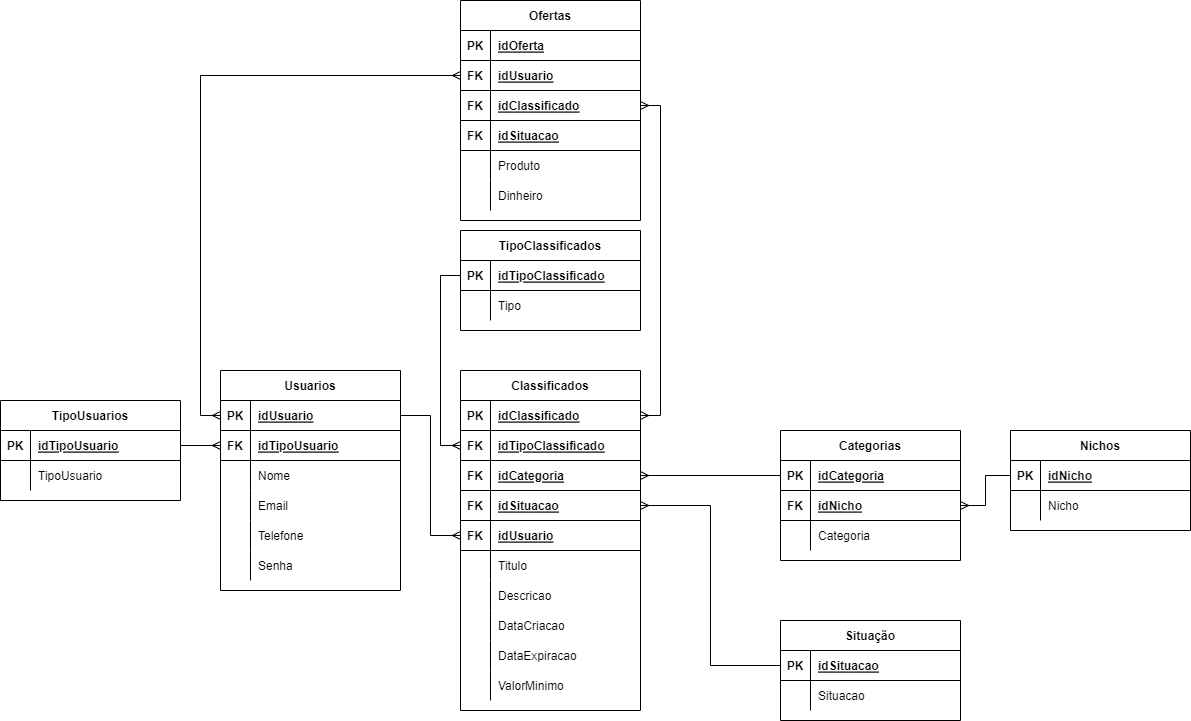 Ofertas
PK idOferta
FK idUsuario
FK idClassificado
FK idSituacao
Produto
Dinheiro
TipoClassificados
PK idTipoClassificado
Tipo
TipoUsuarios
PK idTipoUsuario
TipoUsuario
Usuarios
PK idUsuario
FK idTipoUsuario
Nome
Email
Telefone
Senha
Classificados
PK idClassificado
FK idTipoClassificado
FK idCategoria
FK idSituacao
FK idUsuario
Titulo
Descricao
DataCriacao
DataExpiracao
ValorMinimo
Categorias
PK idCategoria
FK idNicho
Categoria
Nichos
PK idNicho
Nicho
Situação
PK idSituacao
Situacao